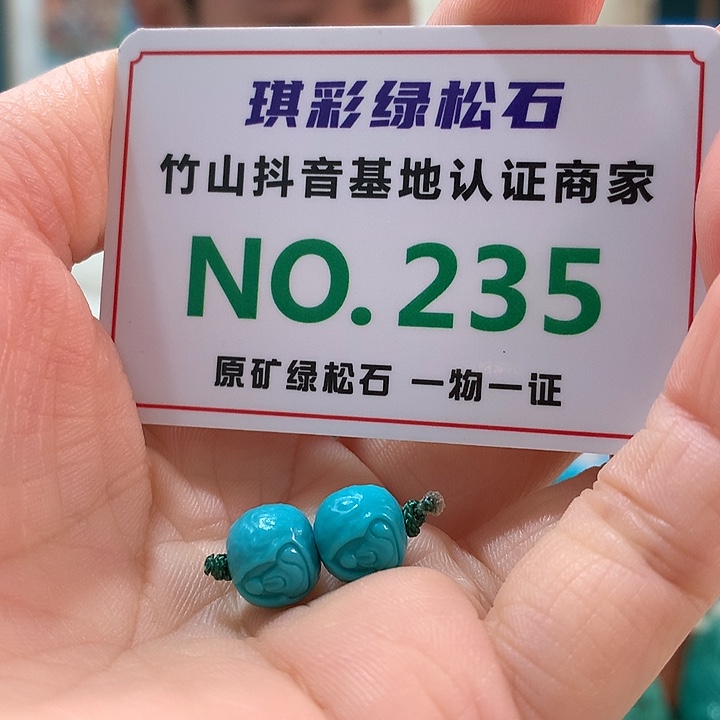 琪彩绿松石
竹山抖音基地认证商家
NO.235
原矿绿松石 一物一证